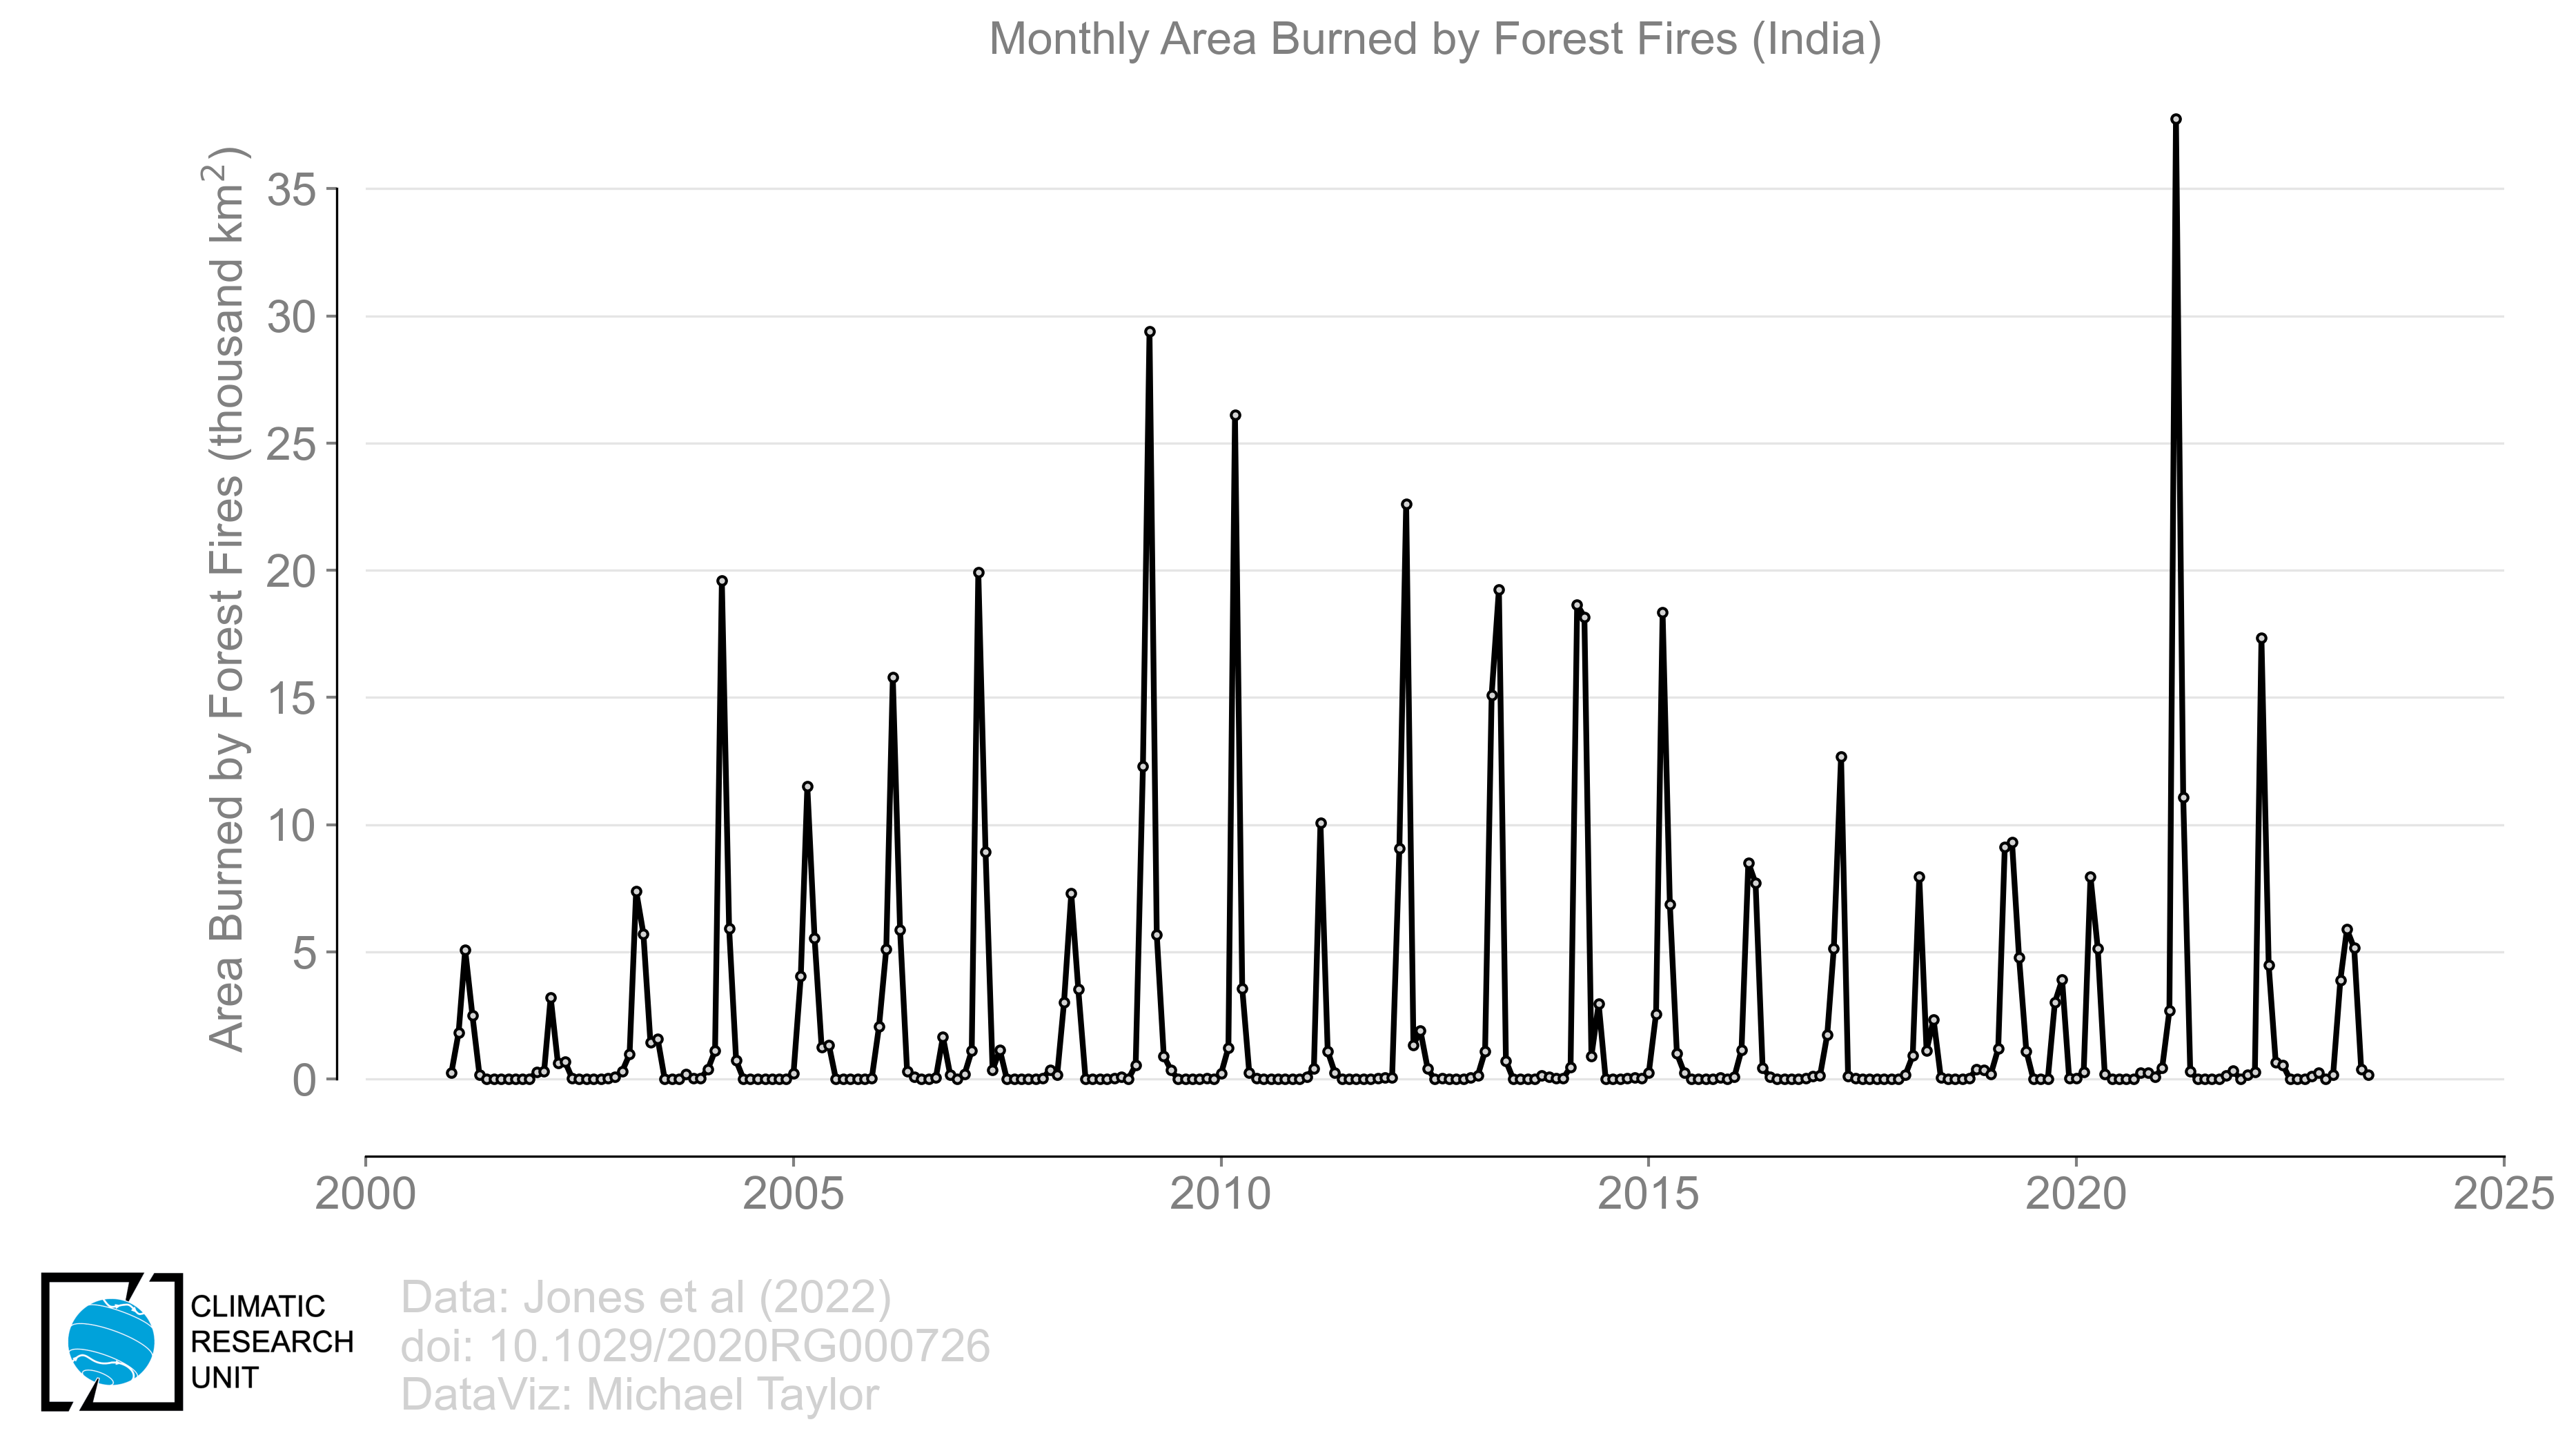 Monthly Area Burned by Forest Fires (India)
Area Burned by Forest Fires (thousand km²)
35
30
25
20
15
10
5
0
2000 2005 2010 2015 2020 2025
CLIMATIC
RESEARCH
UNIT
Data: Jones et al (2022)
doi: 10.1029/2020RG000726
DataViz: Michael Taylor